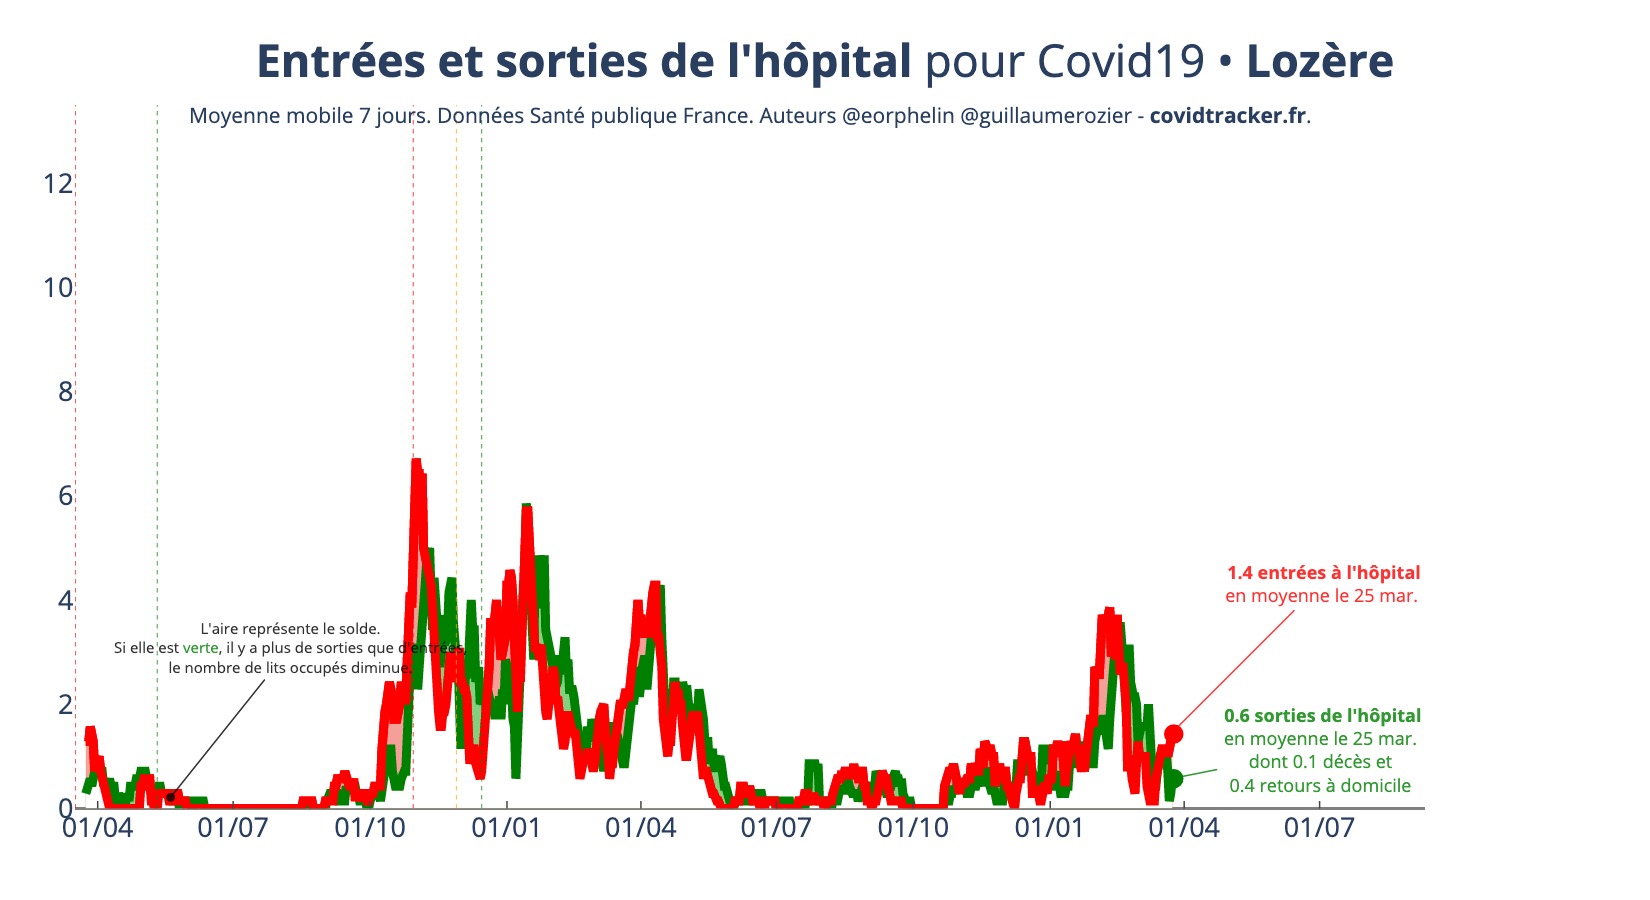 Entrées et sorties de l'hôpital pour Covid19 • Lozère
Moyenne mobile 7 jours. Données Santé publique France. Auteurs @eorphelin @guillaumerozier - covidtracker.fr.
12
10
8
6
4
2
0
L'aire représente le solde.
Si elle est verte, il y a plus de sorties que d'entrées,
le nombre de lits occupés diminue.
1.4 entrées à l'hôpital
en moyenne le 25 mar.
0.6 sorties de l'hôpital
en moyenne le 25 mar.
dont 0.1 décès et
0.4 retours à domicile
01/04 01/07 01/10 01/01 01/04 01/07 01/10 01/01 01/04 01/07